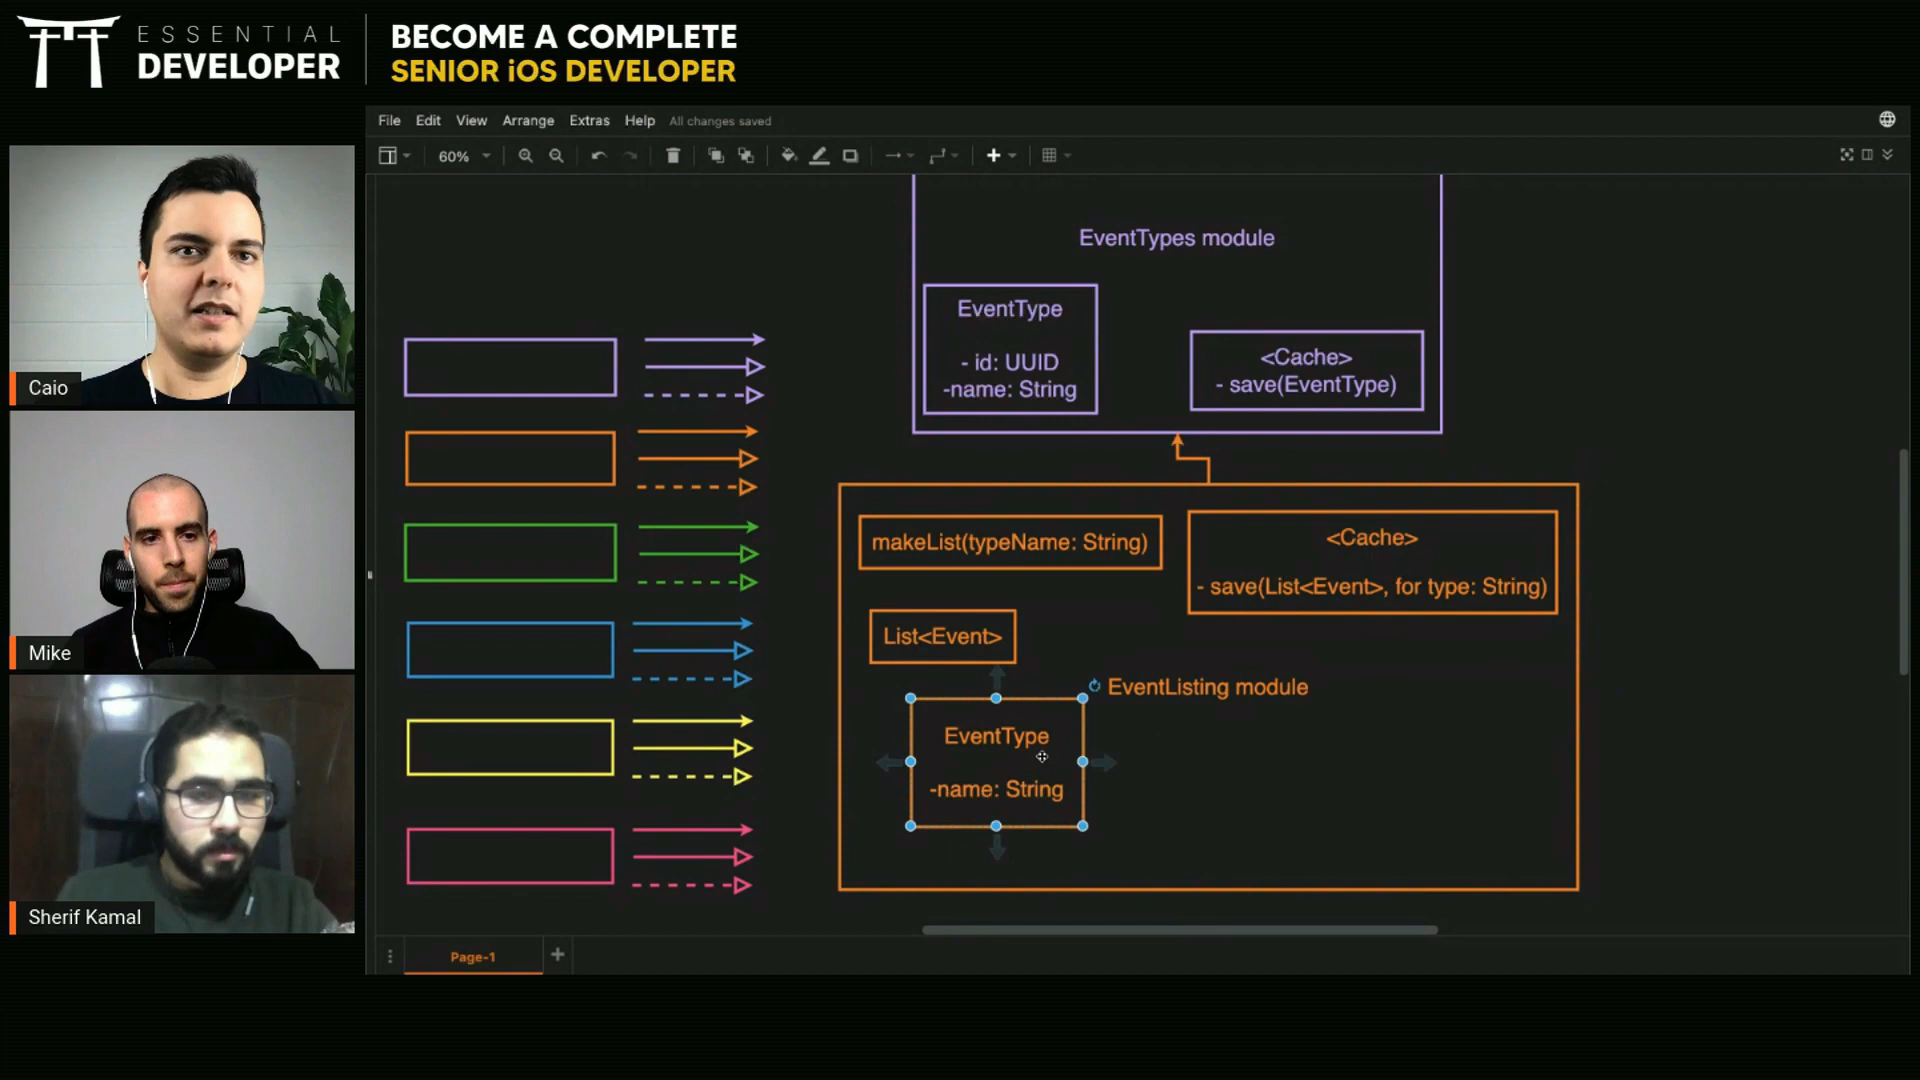 ESSENTIAL
DEVELOPER
BECOME A COMPLETE
SENIOR iOS DEVELOPER
File Edit View Arrange Extras Help All changes saved
60%
Caio
Mike
Sherif Kamal
EventTypes module
EventType
- id: UUID
-name: String
<Cache>
- save(EventType)
makeList(typeName: String)
<Cache>
- save(List<Event>, for type: String)
List<Event>
EventListing module
EventType
-name: String
Page-1